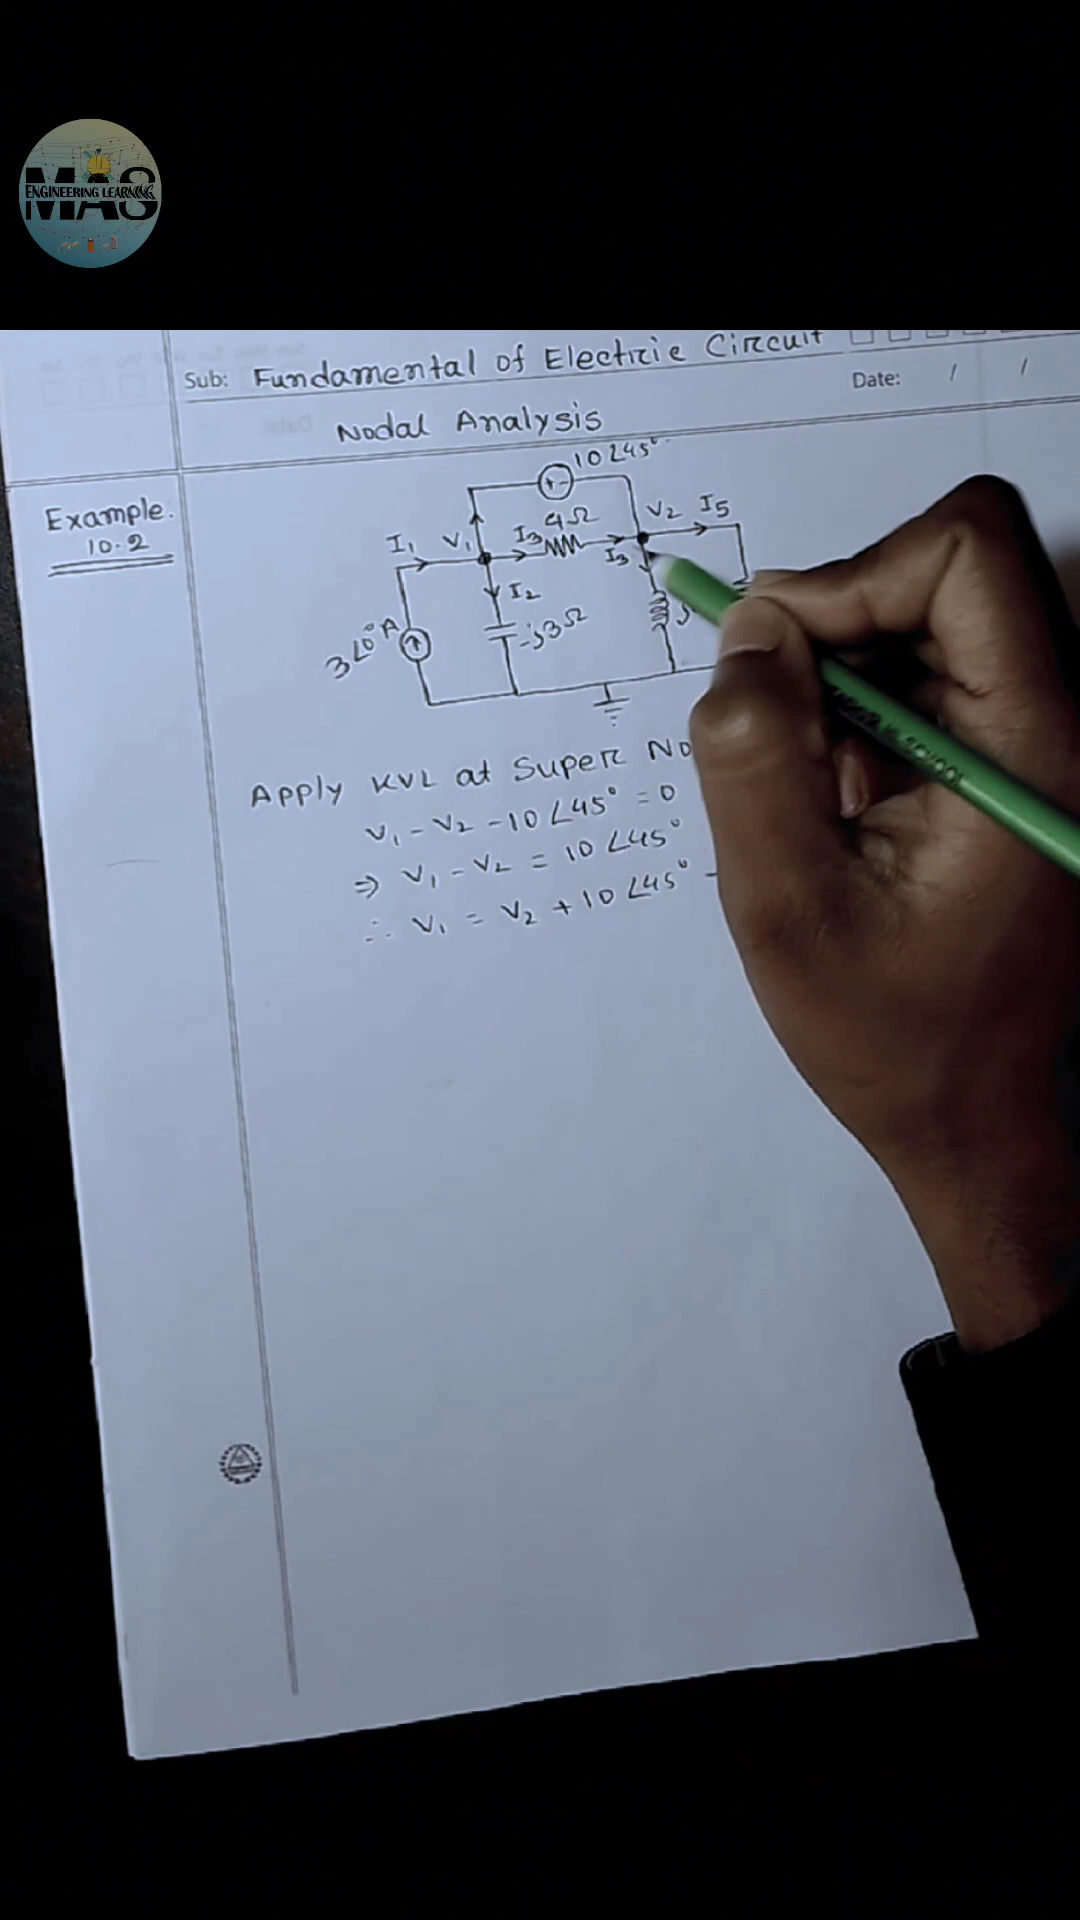 MAS
ENGINEERING LEARNING
Sub: Fundamental of Electric Circuit
Date: / /
Nodal Analysis
Example.
10.2
10∠45°
I₁
V₁
I₃
4Ω
V₂
I₅
I₃
I₂
-j3Ω
3∠0°A
+-
Apply KVL at Super No
V₁ - V₂ - 10∠45° = 0
⇒ V₁ - V₂ = 10∠45°
∴ V₁ = V₂ + 10∠45° -